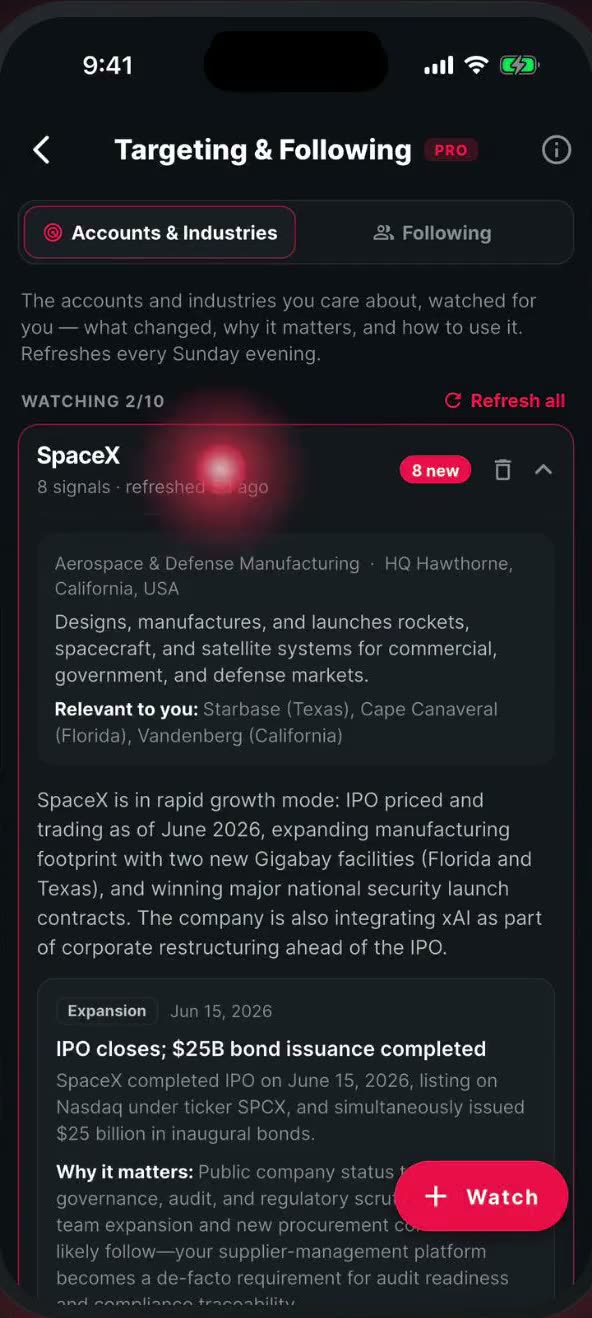 9:41
Targeting & Following PRO
Accounts & Industries
Following
The accounts and industries you care about, watched for
you — what changed, why it matters, and how to use it.
Refreshes every Sunday evening.
WATCHING 2/10
Refresh all
SpaceX
8 signals · refreshed ago
8 new
Aerospace & Defense Manufacturing · HQ Hawthorne,
California, USA
Designs, manufactures, and launches rockets,
spacecraft, and satellite systems for commercial,
government, and defense markets.
Relevant to you: Starbase (Texas), Cape Canaveral
(Florida), Vandenberg (California)
SpaceX is in rapid growth mode: IPO priced and
trading as of June 2026, expanding manufacturing
footprint with two new Gigabay facilities (Florida and
Texas), and winning major national security launch
contracts. The company is also integrating xAI as part
of corporate restructuring ahead of the IPO.
Expansion Jun 15, 2026
IPO closes; $25B bond issuance completed
SpaceX completed IPO on June 15, 2026, listing on
Nasdaq under ticker SPCX, and simultaneously issued
$25 billion in inaugural bonds.
Why it matters: Public company status
governance, audit, and regulatory
team expansion and new procurement
likely follow—your supplier-management platform
becomes a de-facto requirement for audit readiness
and compliance traceability.
+ Watch